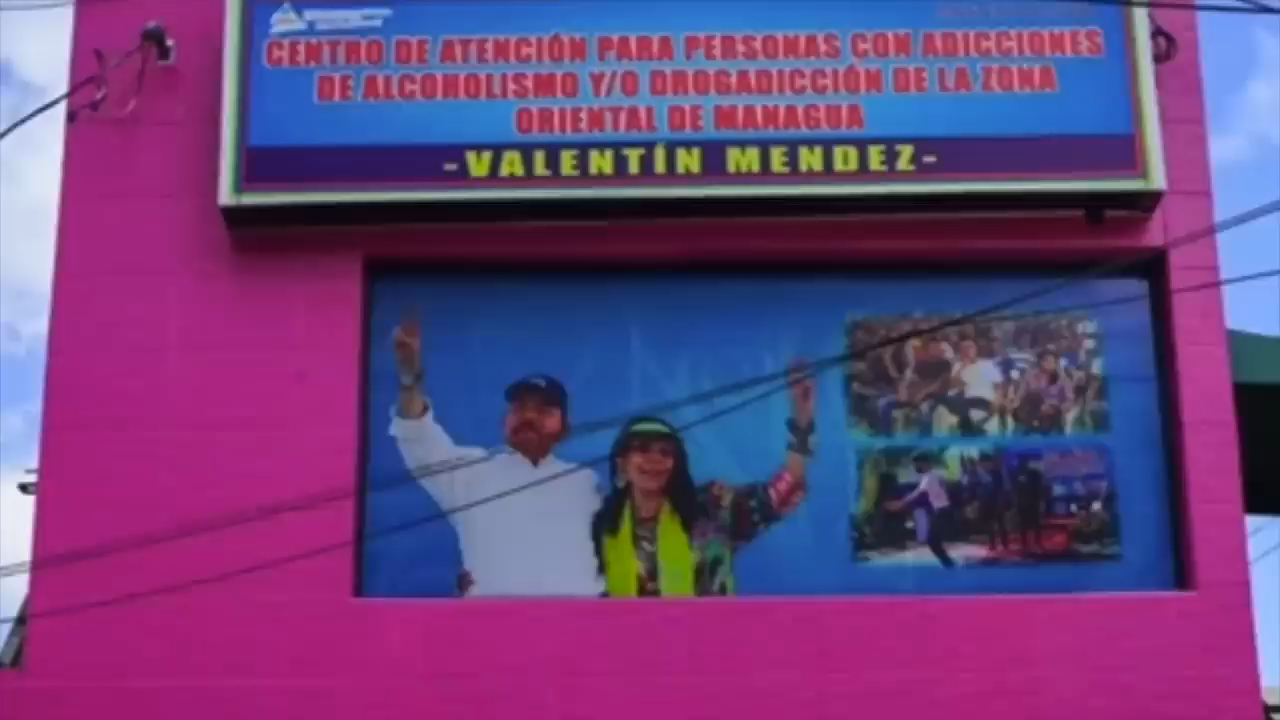 CENTRO DE ATENCIÓN PARA PERSONAS CON ADICCIONES
DE ALCOHOLISMO Y/O DROGADICCIÓN DE LA ZONA
ORIENTAL DE MANAGUA
-VALENTÍN MENDEZ-